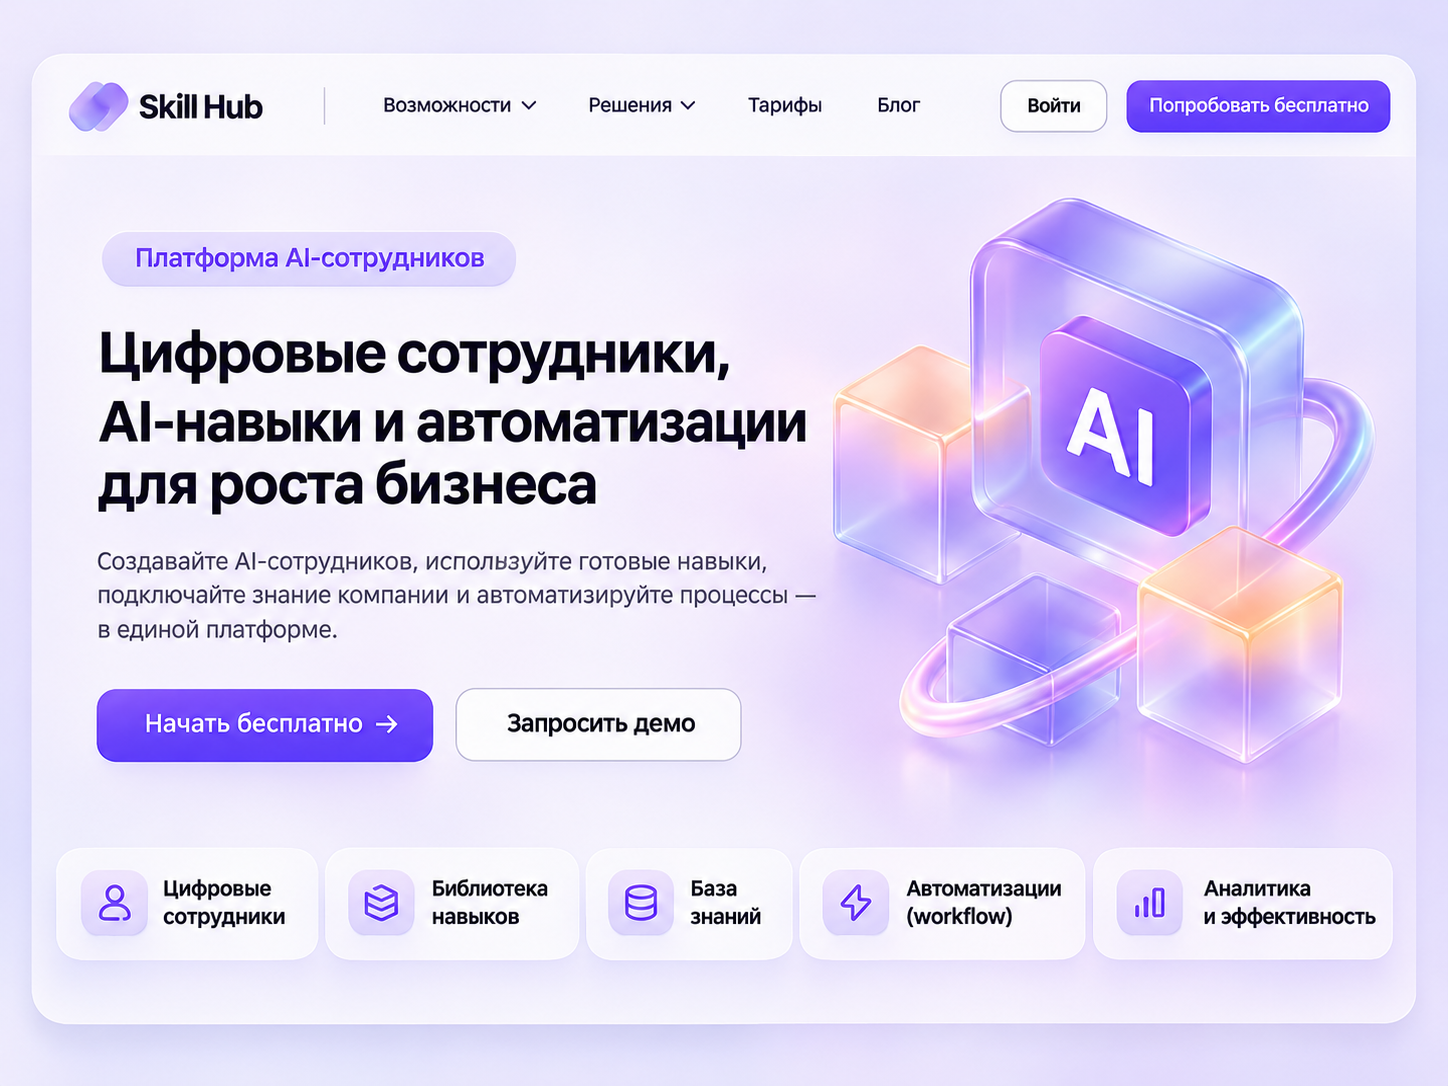 Skill Hub
Возможности
Решения
Тарифы
Блог
Войти
Попробовать бесплатно
Платформа AI-сотрудников
Цифровые сотрудники,
AI-навыки и автоматизации
для роста бизнеса
Создавайте AI-сотрудников, используйте готовые навыки,
подключайте знание компании и автоматизируйте процессы —
в единой платформе.
Начать бесплатно →
Запросить демо
AI
Цифровые
сотрудники
Библиотека
навыков
База
знаний
Автоматизации
(workflow)
Аналитика
и эффективность